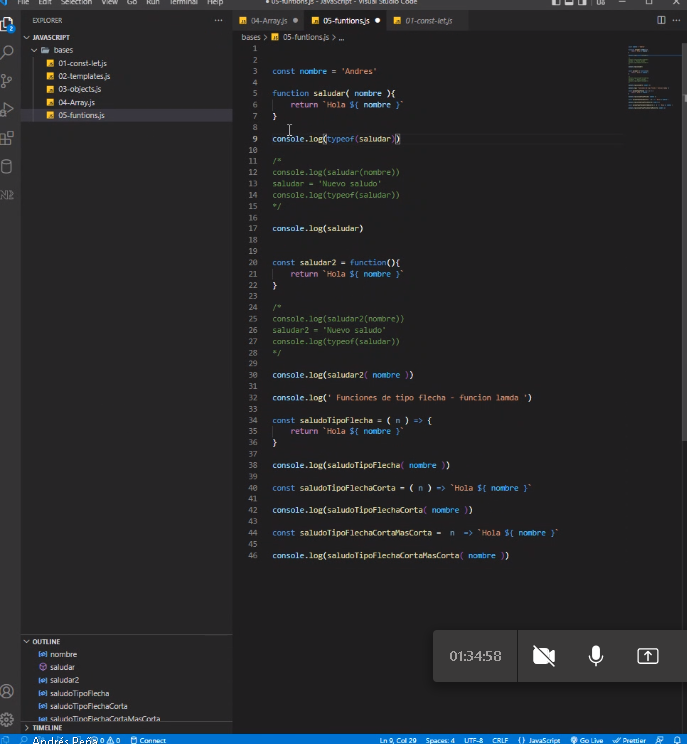 File Edit Selection View Go Run Terminal Help
05-funtions.js - JavaScript - Visual Studio Code
EXPLORER
JAVASCRIPT
bases
01-const-let.js
02-templates.js
03-objects.js
04-Array.js
05-funtions.js
04-Array.js
05-funtions.js
01-const-let.js
bases > 05-funtions.js > ...
1
2
3 const nombre = 'Andres'
4
5 function saludar( nombre ){
6 return `Hola ${ nombre }`
7 }
8
9 console.log(typeof(saludar))
10
11 /*
12 console.log(saludar(nombre))
13 saludar = 'Nuevo saludo'
14 console.log(typeof(saludar))
15 */
16
17 console.log(saludar)
18
19
20 const saludar2 = function(){
21 return `Hola ${ nombre }`
22 }
23
24 /*
25 console.log(saludar2(nombre))
26 saludar2 = 'Nuevo saludo'
27 console.log(typeof(saludar))
28 */
29
30 console.log(saludar2( nombre ))
31
32 console.log(' Funciones de tipo flecha - funcion lamda ')
33
34 const saludoTipoFlecha = ( n ) => {
35 return `Hola ${ nombre }`
36 }
37
38 console.log(saludoTipoFlecha( nombre ))
39
40 const saludoTipoFlechaCorta = ( n ) => `Hola ${ nombre }`
41
42 console.log(saludoTipoFlechaCorta( nombre ))
43
44 const saludoTipoFlechaCortaMasCorta = n => `Hola ${ nombre }`
45
46 console.log(saludoTipoFlechaCortaMasCorta( nombre ))
01:34:58
OUTLINE
nombre
saludar
saludar2
saludoTipoFlecha
saludoTipoFlechaCorta
saludoTipoFlechaCortaMasCorta
TIMELINE
Andrés Peña
0 0 Connect
Ln 9, Col 29 Spaces: 4 UTF-8 CRLF {} JavaScript Go Live Prettier